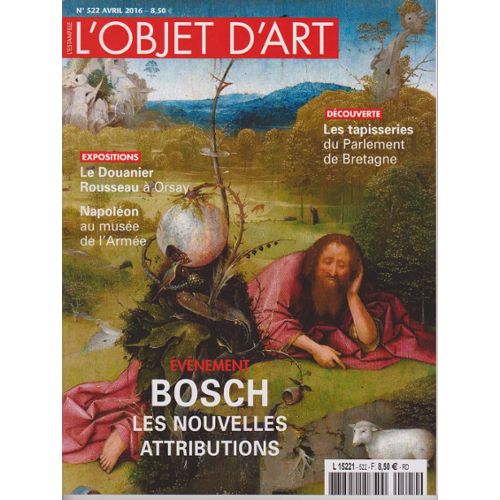 N° 522 AVRIL 2016 - 8,50 €
L'ESTAMPILLE
L'OBJET D'ART
DÉCOUVERTE
Les tapisseries
du Parlement
de Bretagne
EXPOSITIONS
Le Douanier
Rousseau à Orsay
Napoléon
au musée
de l'Armée
ÉVÉNEMENT
BOSCH
LES NOUVELLES
ATTRIBUTIONS
L 15221 - 522 - F: 8,50 € - RD